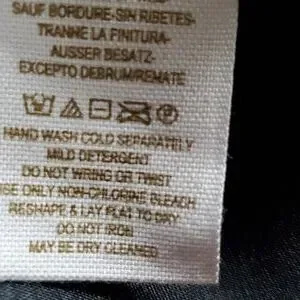 SAUF BORDURE-SIN RIBETES-
TRANNE LA FINITURA-
AUSSER BESATZ-
EXCEPTO DEBRUM/REMATE
HAND WASH COLD SEPARATELY
MILD DETERGENT
DO NOT WRING OR TWIST
USE ONLY NON-CHLORINE BLEACH
RESHAPE & LAY FLAT TO DRY
DO NOT IRON
MAY BE DRY CLEANED